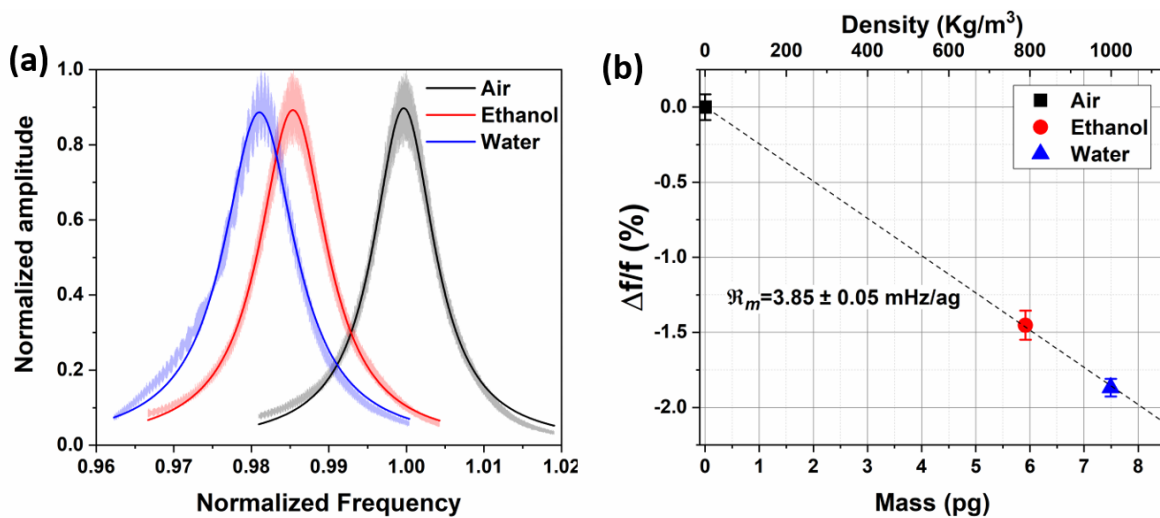 (a)
Normalized amplitude
1.0
0.8
0.6
0.4
0.2
0.0
Air
Ethanol
Water
0.96 0.97 0.98 0.99 1.00 1.01 1.02
Normalized Frequency
(b)
Density (Kg/m³)
0 200 400 600 800 1000
Δf/f (%)
0.0
-0.5
-1.0
-1.5
-2.0
Air
Ethanol
Water
ℜm=3.85 ± 0.05 mHz/ag
0 1 2 3 4 5 6 7 8
Mass (pg)